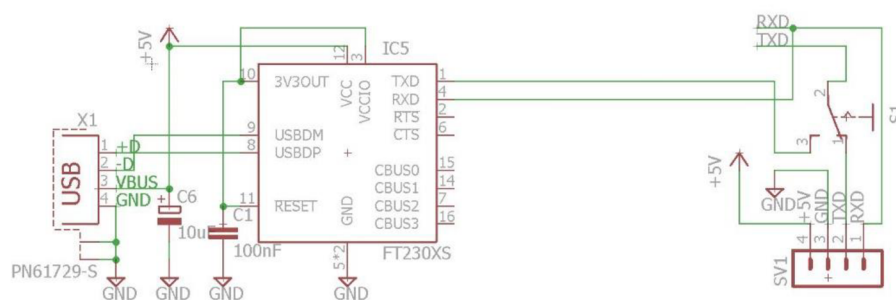 RXD
TXD
+5V
IC5
12
3
10
3V3OUT
VCC
VCCIO
TXD
1
RXD
4
RTS
2
CTS
6
X1
1
+D
2
-D
3
VBUS
4
GND
USB
9
USBDM
8
USBDP
CBUS0
15
CBUS1
14
CBUS2
7
CBUS3
16
11
RESET
GND
5*2
C6
10uF
C1
100nF
FT230XS
PN61729-S
GND
GND
GND
GND
2
3
1
S1
+5V
GND
+5V
GND
TXD
RXD
4
3
2
1
SV1